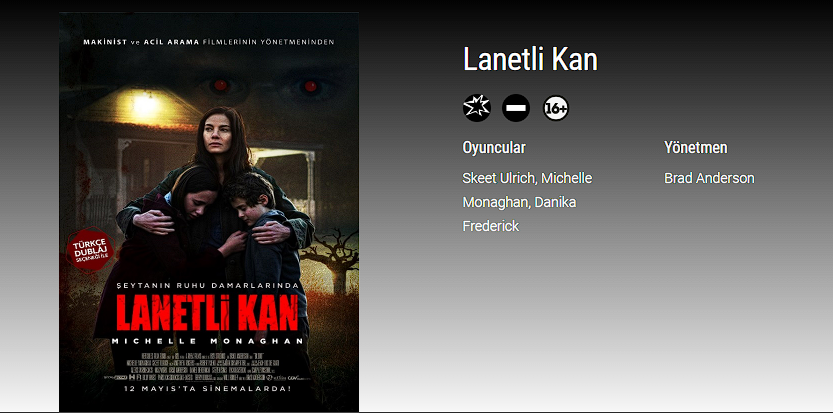 MAKİNİST ve ACİL ARAMA FİLMLERİNİN YÖNETMENİNDEN
TÜRKÇE
DUBLAJ
SEÇENEĞİ İLE
ŞEYTANIN RUHU DAMARLARINDA
LANETLİ KAN
MICHELLE MONAGHAN
12 MAYIS'TA SİNEMALARDA!
Lanetli Kan
16+
Oyuncular
Skeet Ulrich, Michelle
Monaghan, Danika
Frederick
Yönetmen
Brad Anderson